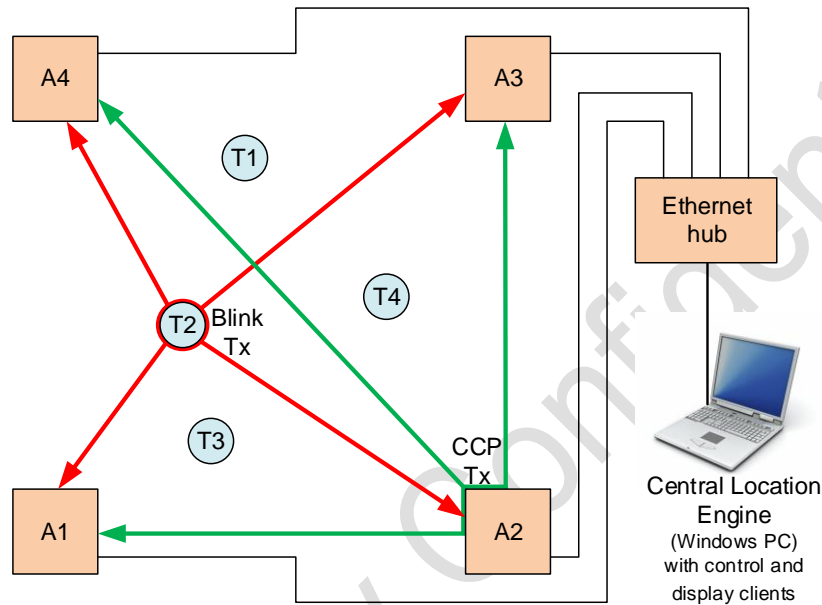 A4
A3
T1
Ethernet
hub
T4
T2
Blink
Tx
T3
CCP
Tx
A1
A2
Central Location
Engine
(Windows PC)
with control and
display clients